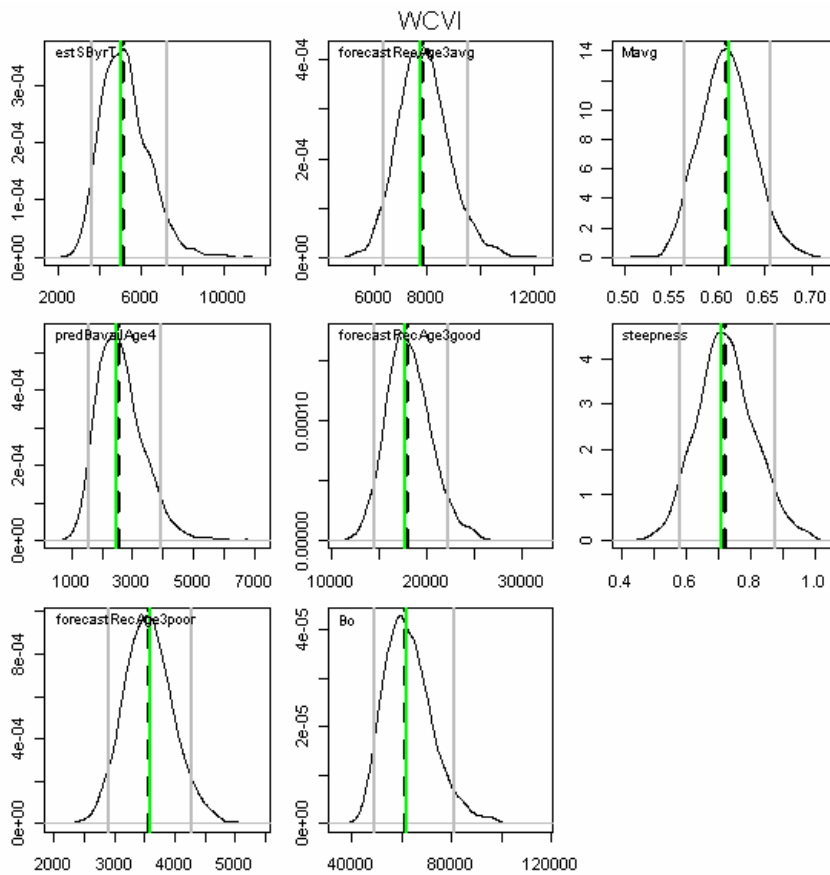 WCVI
estSByrT
forecastRecAge3avg
Mavg
0e+00 1e-04 2e-04 3e-04
0e+00 2e-04 4e-04
0 2 4 6 8 10 12 14
2000 6000 10000
6000 8000 12000
0.50 0.55 0.60 0.65 0.70
predBavailAge4
forecastRecAge3good
steepness
0e+00 2e-04 4e-04
0.00000 0.00010
0 1 2 3 4
1000 3000 5000 7000
10000 20000 30000
0.4 0.6 0.8 1.0
forecastRecAge3poor
Bo
0e+00 4e-04 8e-04
0e+00 2e-05 4e-05
2000 3000 4000 5000
40000 80000 120000